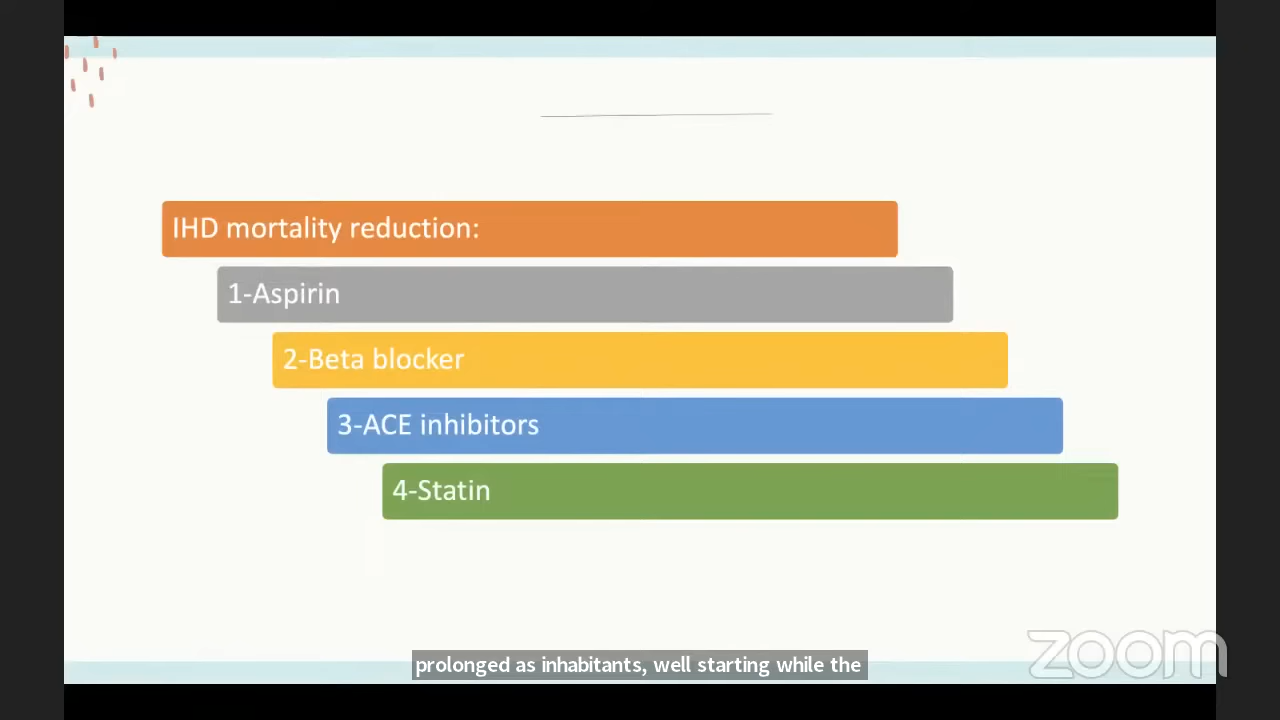 IHD mortality reduction:
1-Aspirin
2-Beta blocker
3-ACE inhibitors
4-Statin
prolonged as inhabitants, well starting while the
zoom